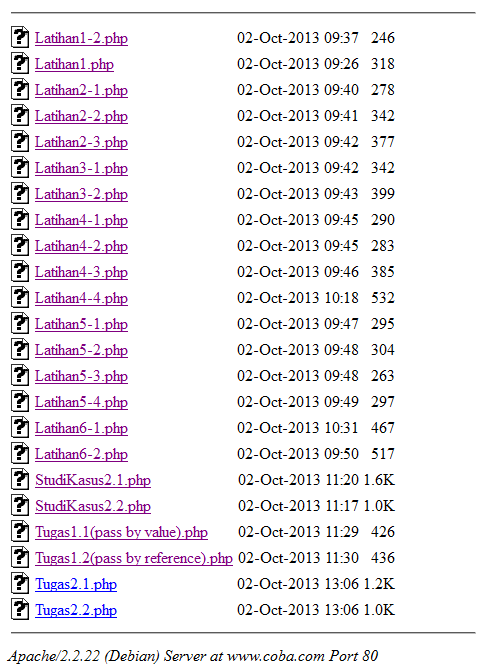 Latihan1-2.php 02-Oct-2013 09:37 246
Latihan1.php 02-Oct-2013 09:26 318
Latihan2-1.php 02-Oct-2013 09:40 278
Latihan2-2.php 02-Oct-2013 09:41 342
Latihan2-3.php 02-Oct-2013 09:42 377
Latihan3-1.php 02-Oct-2013 09:42 342
Latihan3-2.php 02-Oct-2013 09:43 399
Latihan4-1.php 02-Oct-2013 09:45 290
Latihan4-2.php 02-Oct-2013 09:45 283
Latihan4-3.php 02-Oct-2013 09:46 385
Latihan4-4.php 02-Oct-2013 10:18 532
Latihan5-1.php 02-Oct-2013 09:47 295
Latihan5-2.php 02-Oct-2013 09:48 304
Latihan5-3.php 02-Oct-2013 09:48 263
Latihan5-4.php 02-Oct-2013 09:49 297
Latihan6-1.php 02-Oct-2013 10:31 467
Latihan6-2.php 02-Oct-2013 09:50 517
StudiKasus2.1.php 02-Oct-2013 11:20 1.6K
StudiKasus2.2.php 02-Oct-2013 11:17 1.0K
Tugas1.1(pass by value).php 02-Oct-2013 11:29 426
Tugas1.2(pass by reference).php 02-Oct-2013 11:30 436
Tugas2.1.php 02-Oct-2013 13:06 1.2K
Tugas2.2.php 02-Oct-2013 13:06 1.0K
Apache/2.2.22 (Debian) Server at www.coba.com Port 80